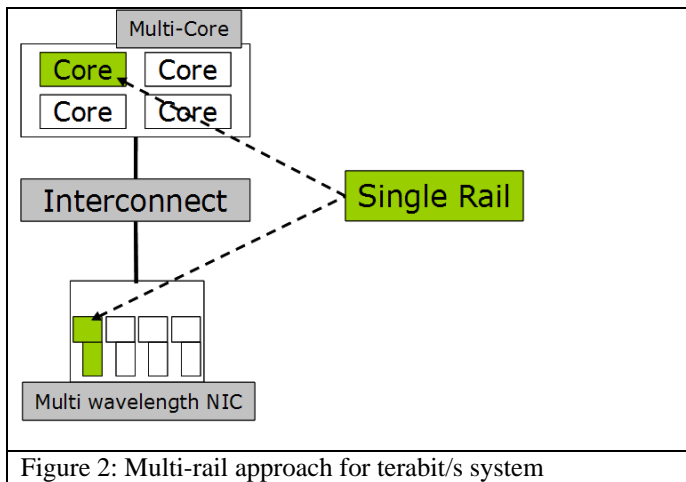 Multi-Core
Core Core
Core Core
Interconnect
Single Rail
Multi wavelength NIC
Figure 2: Multi-rail approach for terabit/s system